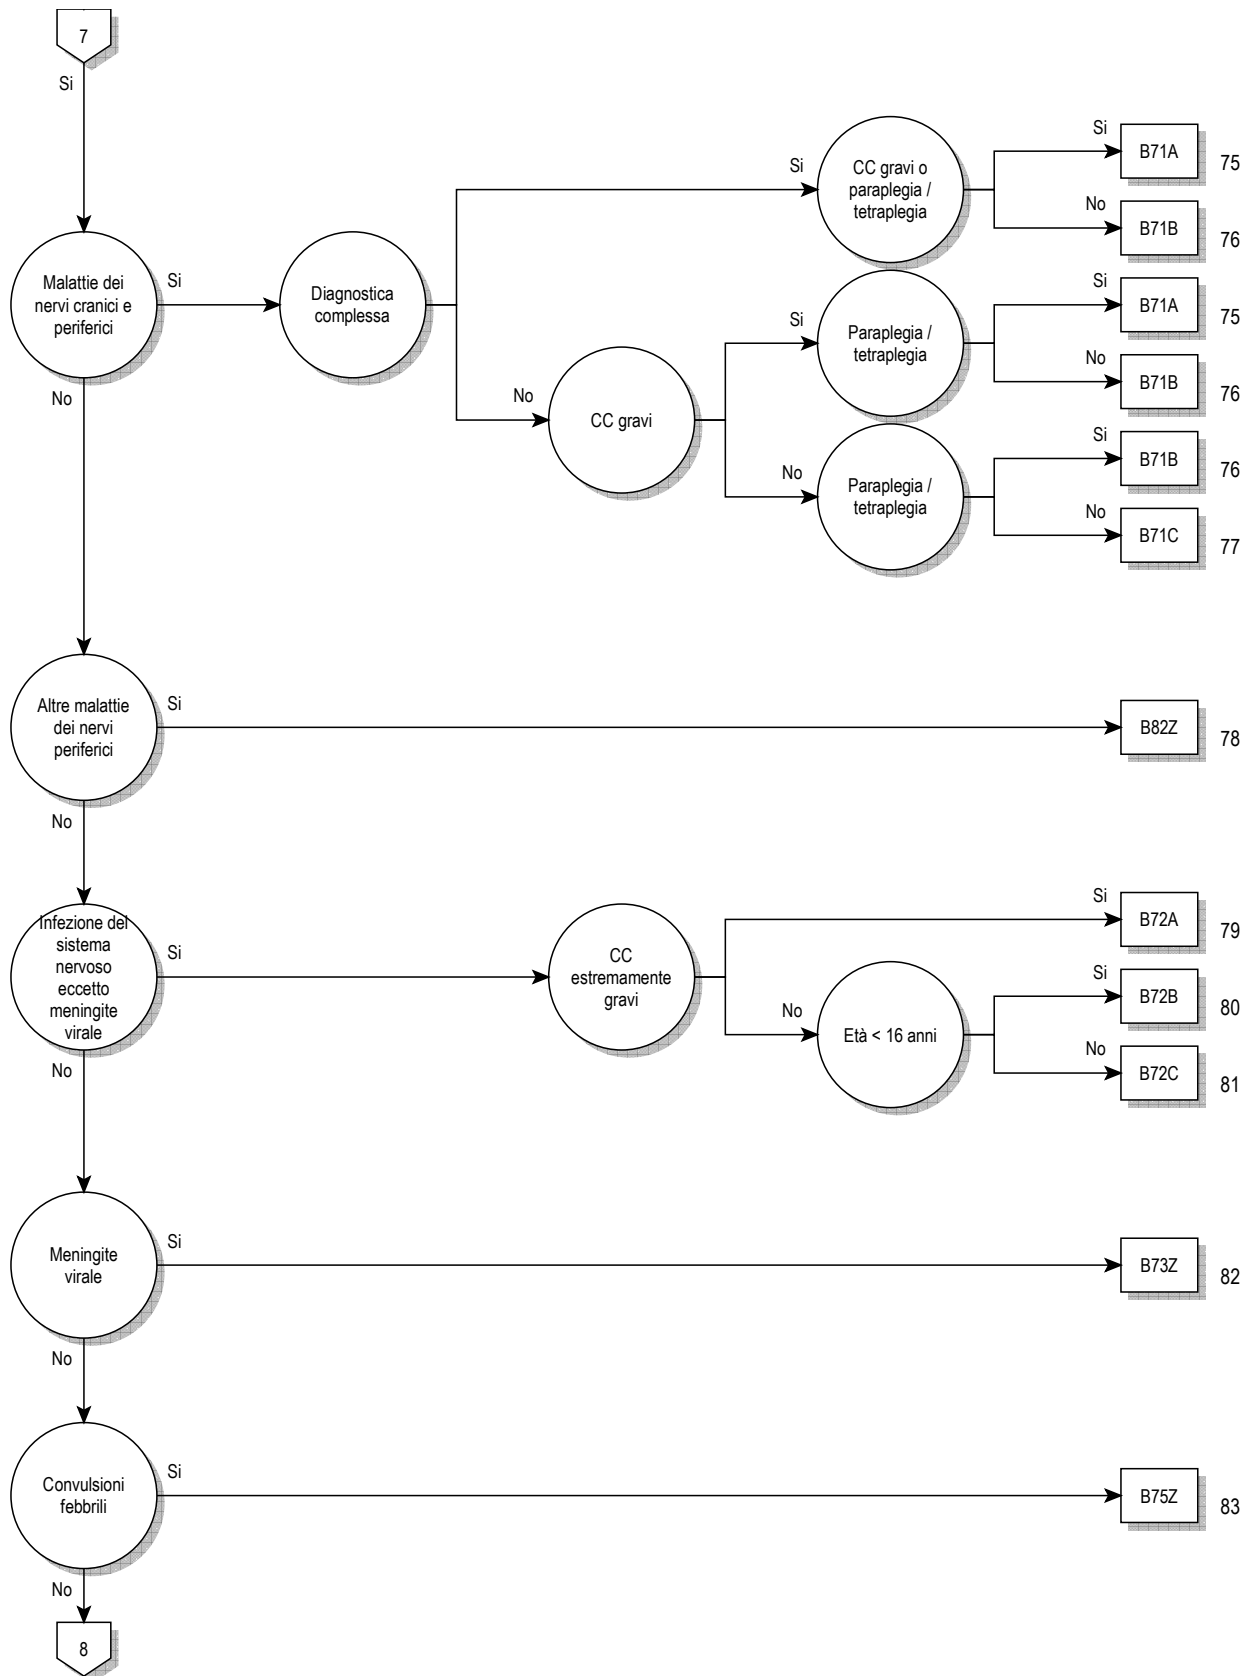 7
Si
Si
CC gravi o
paraplegia /
tetraplegia
Si
B71A
75
No
B71B
76
Malattie dei
nervi cranici e
periferici
Si
Diagnostica
complessa
Si
Paraplegia /
tetraplegia
Si
B71A
75
No
B71B
76
No
No
CC gravi
No
Paraplegia /
tetraplegia
Si
B71B
76
No
B71C
77
Altre malattie
dei nervi
periferici
Si
B82Z
78
No
Infezione del
sistema
nervoso
eccetto
meningite
virale
Si
CC
estremamente
gravi
Si
B72A
79
No
Età < 16 anni
Si
B72B
80
No
B72C
81
No
Meningite
virale
Si
B73Z
82
No
Convulsioni
febbrili
Si
B75Z
83
No
8